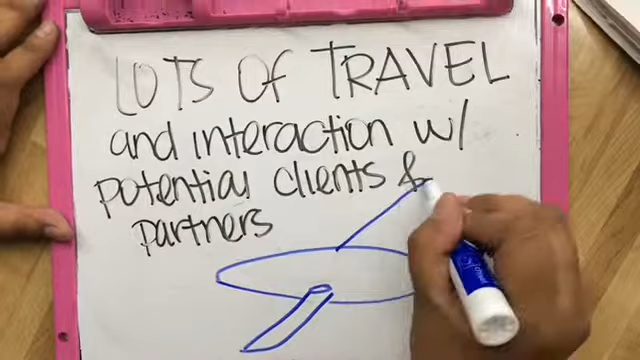 LOTS OF TRAVEL
and interaction w/
potential clients &
partners